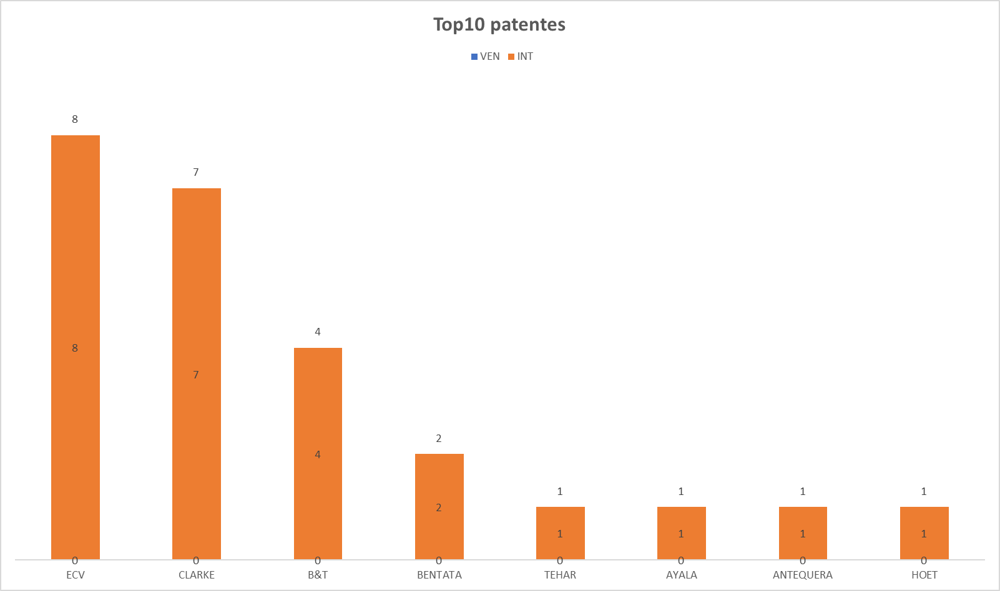 Top10 patentes
VEN INT
8
7
4
2
1 1 1 1
8
7
4
2
1 1 1 1
0 0 0 0 0 0 0 0
ECV CLARKE B&T BENTATA TEHAR AYALA ANTEQUERA HOET